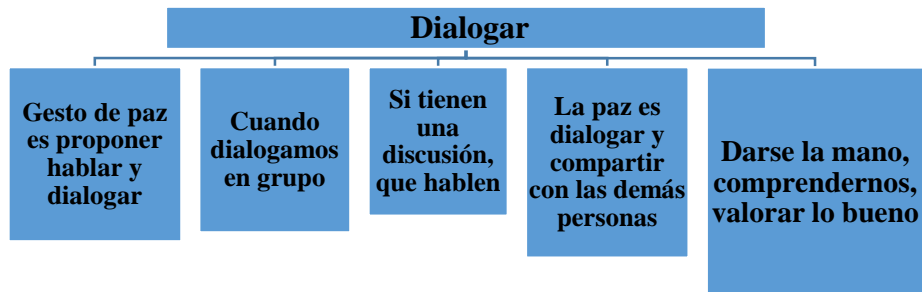 Dialogar
Gesto de paz
es proponer
hablar y
dialogar
Cuando
dialogamos
en grupo
Si tienen
una
discusión,
que hablen
La paz es
dialogar y
compartir
con las demás
personas
Darse la mano,
comprendernos,
valorar lo bueno